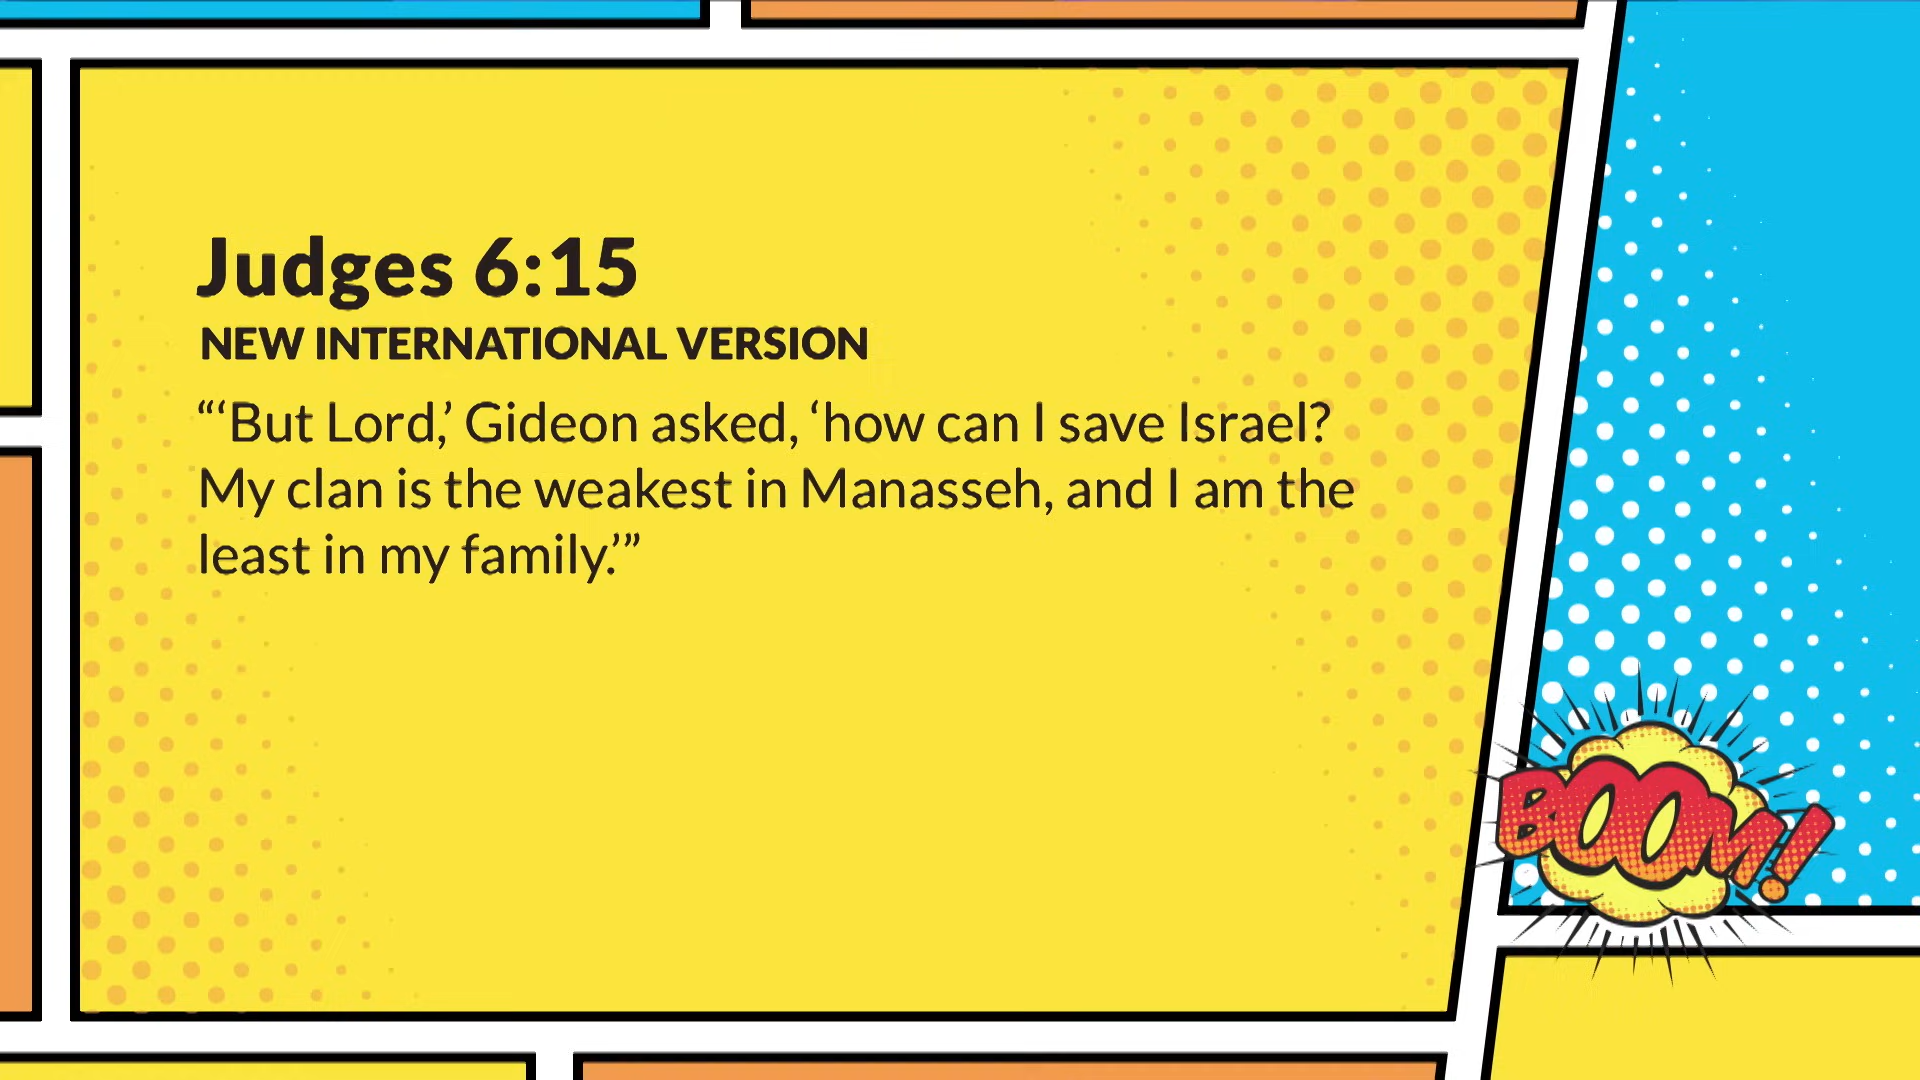 Judges 6:15
NEW INTERNATIONAL VERSION
“‘But Lord,’ Gideon asked, ‘how can I save Israel?
My clan is the weakest in Manasseh, and I am the
least in my family.’”
BOOM!